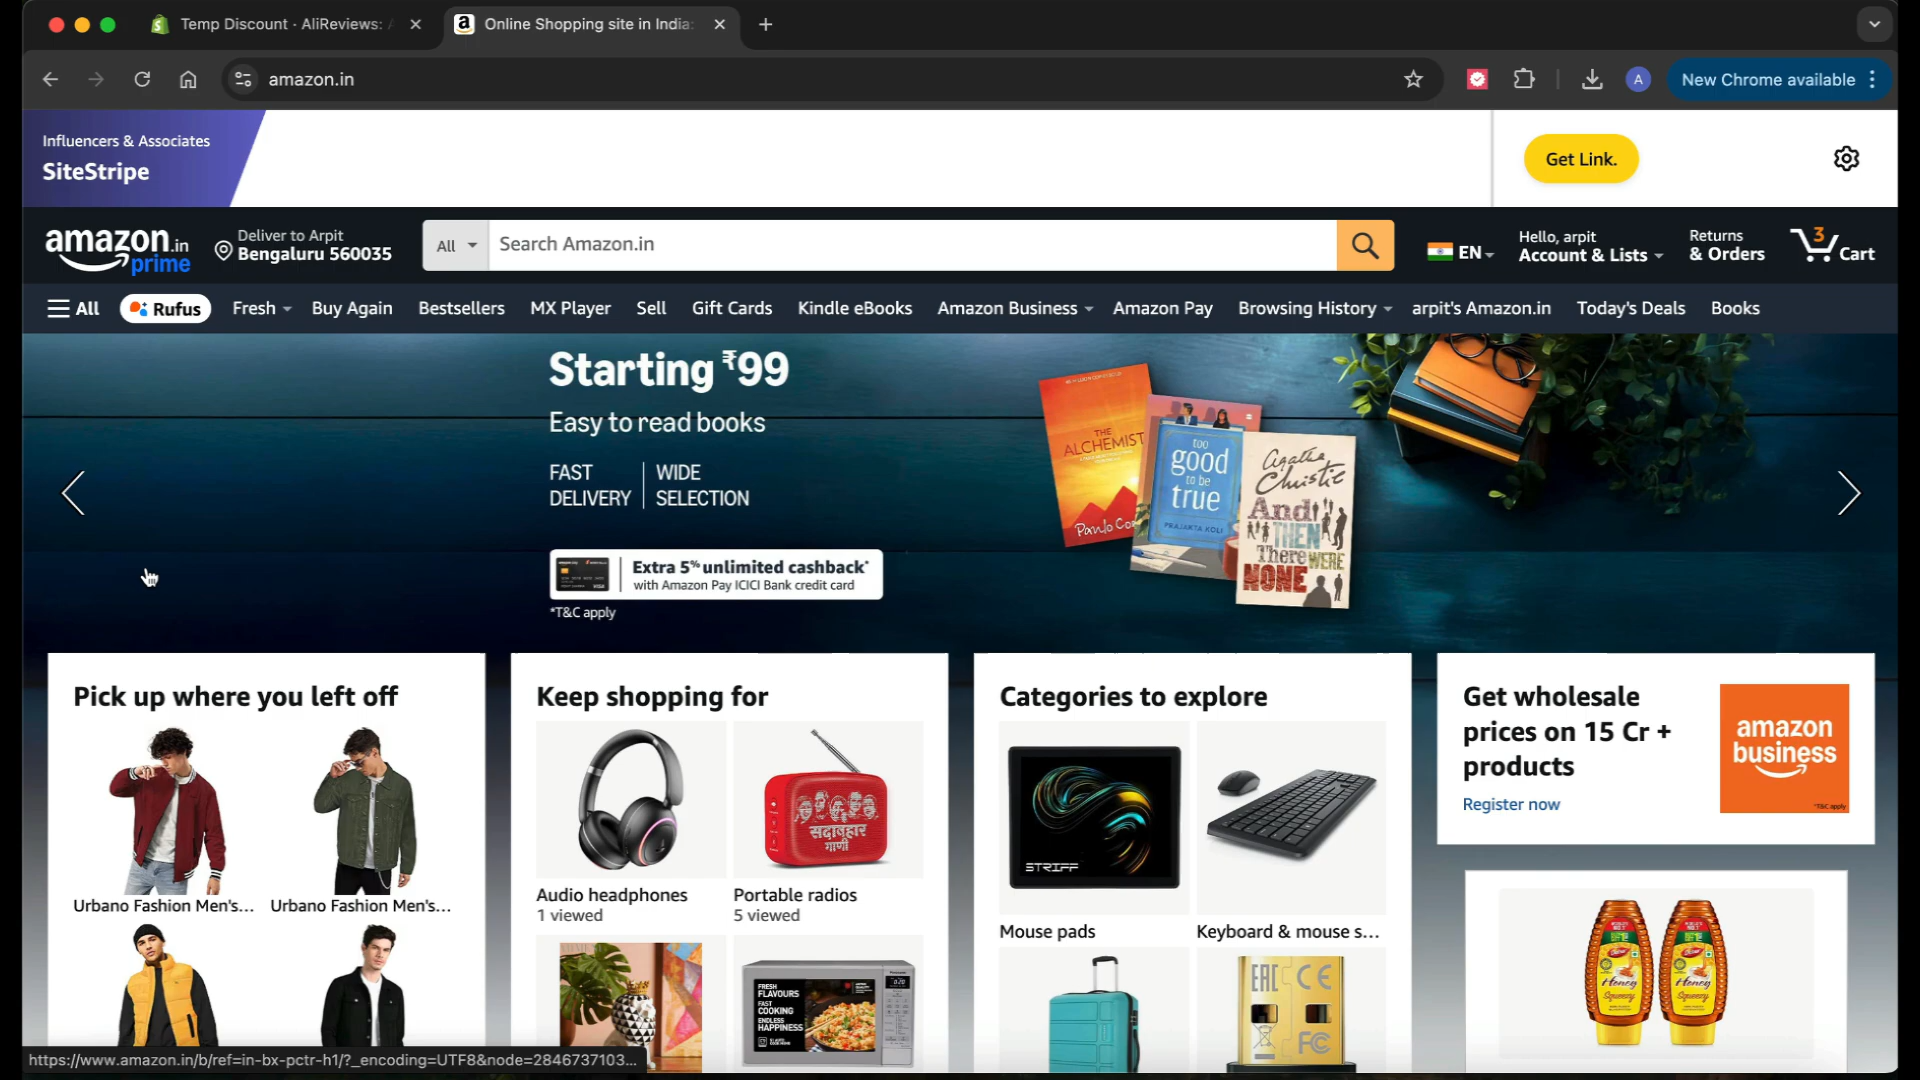 Temp Discount · AliReviews:
Online Shopping site in India:
amazon.in
A
New Chrome available
Influencers & Associates
SiteStripe
Get Link.
amazon.in
prime
Deliver to Arpit
Bengaluru 560035
All
Search Amazon.in
EN
Hello, arpit
Account & Lists
Returns
& Orders
3
Cart
All
Rufus
Fresh
Buy Again
Bestsellers
MX Player
Sell
Gift Cards
Kindle eBooks
Amazon Business
Amazon Pay
Browsing History
arpit's Amazon.in
Today's Deals
Books
Starting ₹99
Easy to read books
FAST
DELIVERY
WIDE
SELECTION
Extra 5% unlimited cashback*
with Amazon Pay ICICI Bank credit card
*T&C apply
THE
ALCHEMIST
too
good
to be
true
PRAJAKTA KOLI
Agatha
Christie
And
THEN
There WERE
NONE
Pick up where you left off
Urbano Fashion Men's...
Urbano Fashion Men's...
Keep shopping for
सदाबहार
गाणी
Audio headphones
1 viewed
Portable radios
5 viewed
FRESH
FLAVOURS
FAST
COOKING
ENDLESS
HAPPINESS
Categories to explore
STRIFF
Mouse pads
Keyboard & mouse s...
EAC CE
FC
Get wholesale
prices on 15 Cr +
products
Register now
amazon
business
*T&C apply
Honey
Squeezy
Honey
Squeezy
https://www.amazon.in/b/ref=in-bx-pctr-h1/?_encoding=UTF8&node=2846737103...